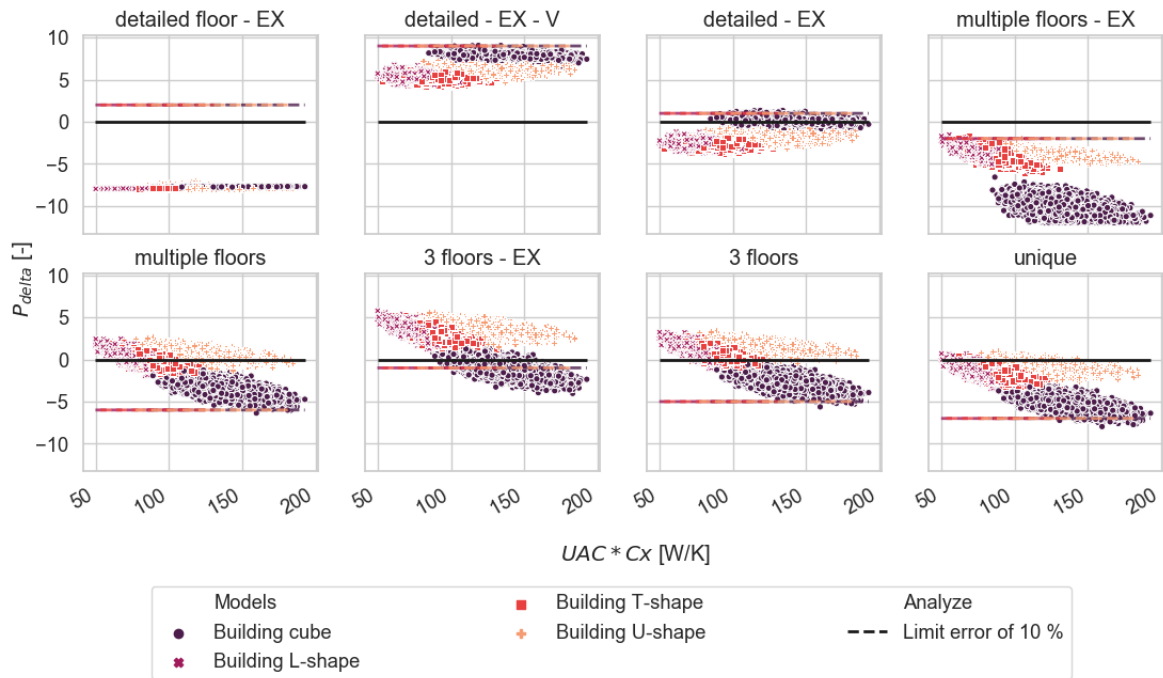 detailed floor - EX
detailed - EX - V
detailed - EX
multiple floors - EX
10
5
0
−5
−10
P_delta [-]
multiple floors
3 floors - EX
3 floors
unique
10
5
0
−5
−10
50 100 150 200
50 100 150 200
50 100 150 200
50 100 150 200
UAC * Cx [W/K]
Models
Building cube
Building L-shape
Building T-shape
Building U-shape
Analyze
Limit error of 10 %